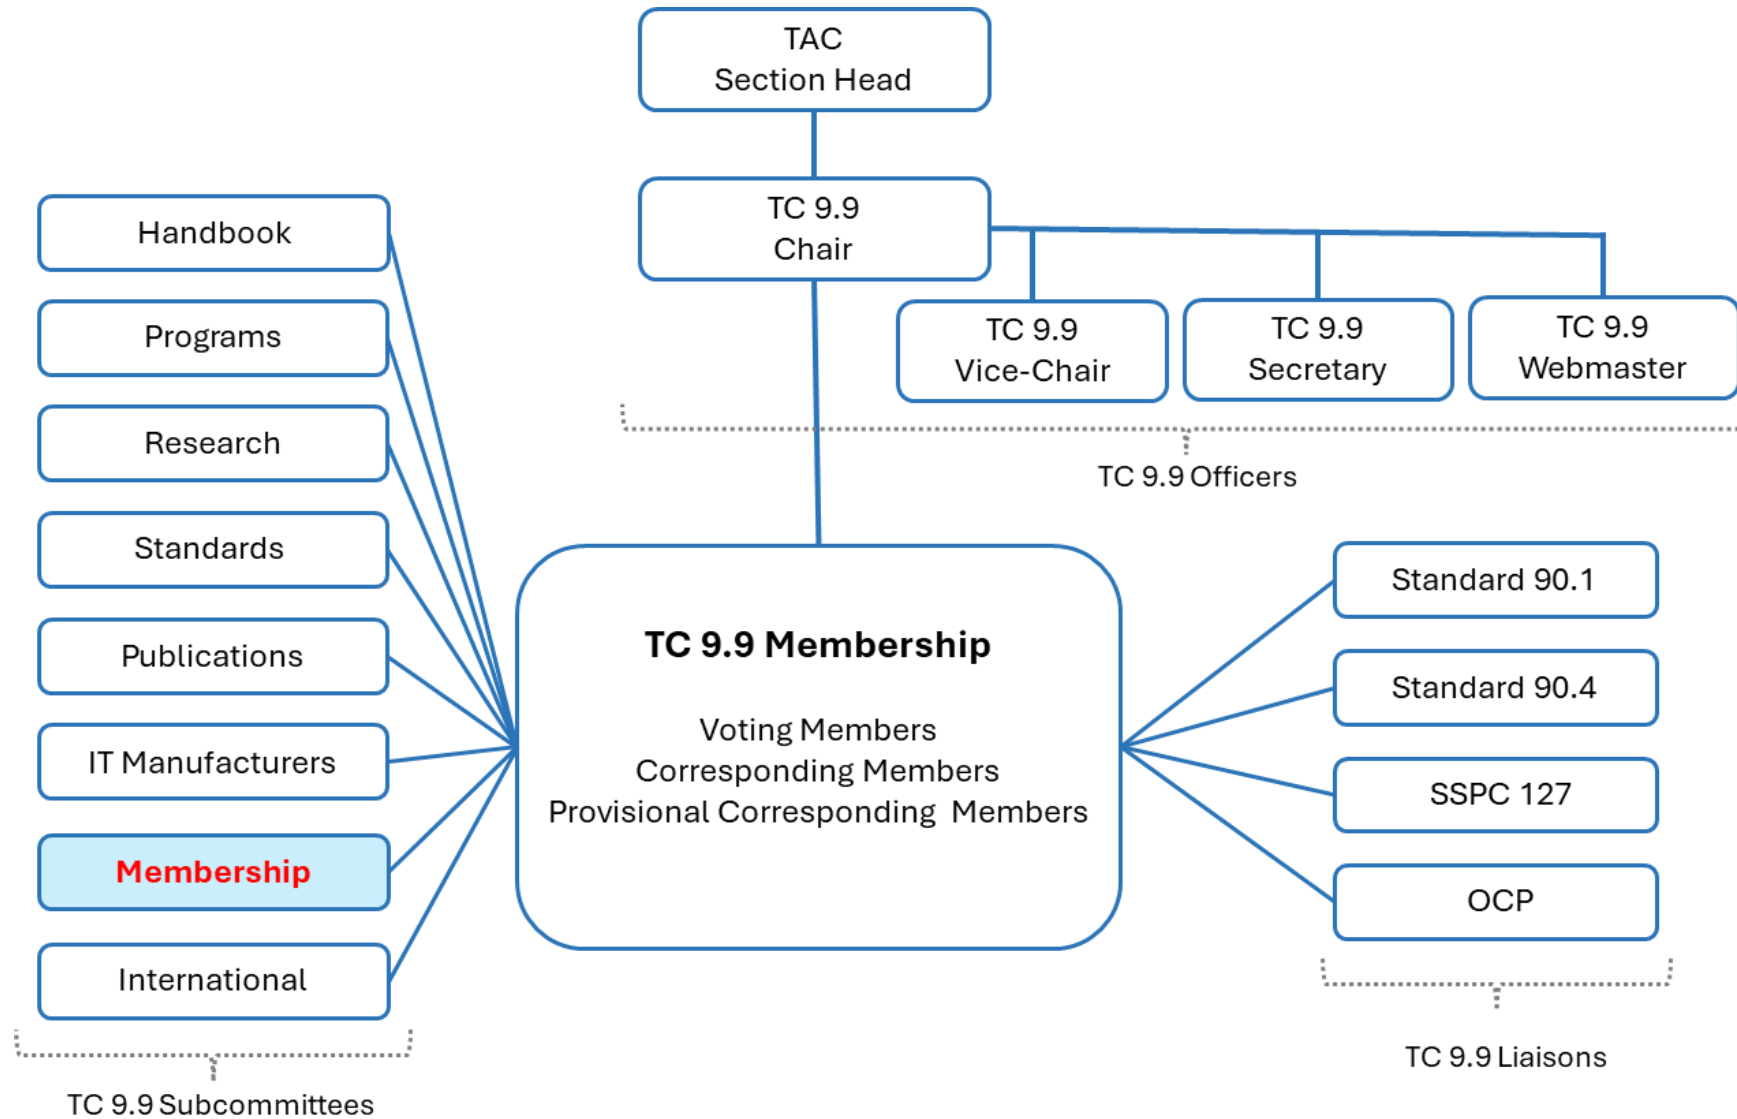 TAC
Section Head
TC 9.9
Chair
TC 9.9
Vice-Chair
TC 9.9
Secretary
TC 9.9
Webmaster
TC 9.9 Officers
Handbook
Programs
Research
Standards
Publications
IT Manufacturers
Membership
International
TC 9.9 Subcommittees
TC 9.9 Membership
Voting Members
Corresponding Members
Provisional Corresponding  Members
Standard 90.1
Standard 90.4
SSPC 127
OCP
TC 9.9 Liaisons